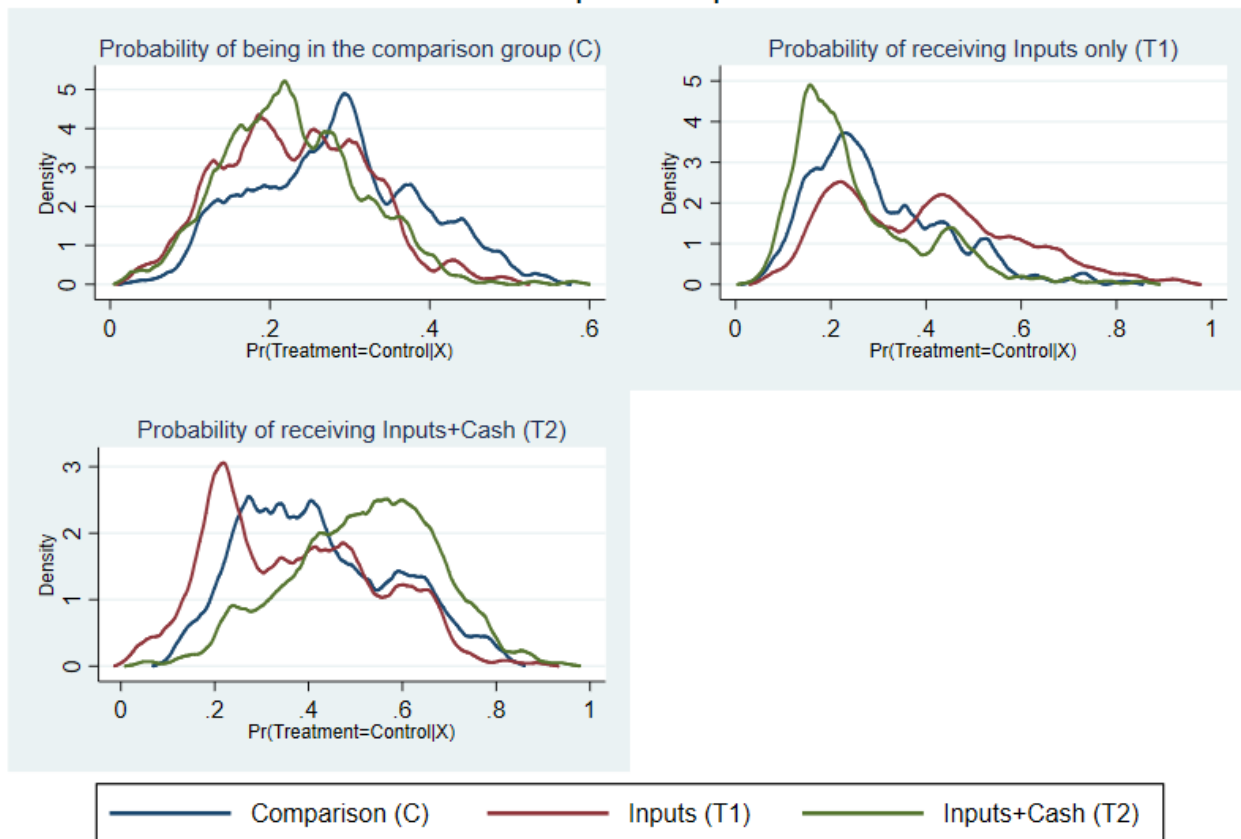 Probability of being in the comparison group (C)
Density
5
4
3
2
1
0
0 .2 .4 .6
Pr(Treatment=Control|X)
Probability of receiving Inputs only (T1)
Density
5
4
3
2
1
0
0 .2 .4 .6 .8 1
Pr(Treatment=Control|X)
Probability of receiving Inputs+Cash (T2)
Density
3
2
1
0
0 .2 .4 .6 .8 1
Pr(Treatment=Control|X)
Comparison (C) Inputs (T1) Inputs+Cash (T2)